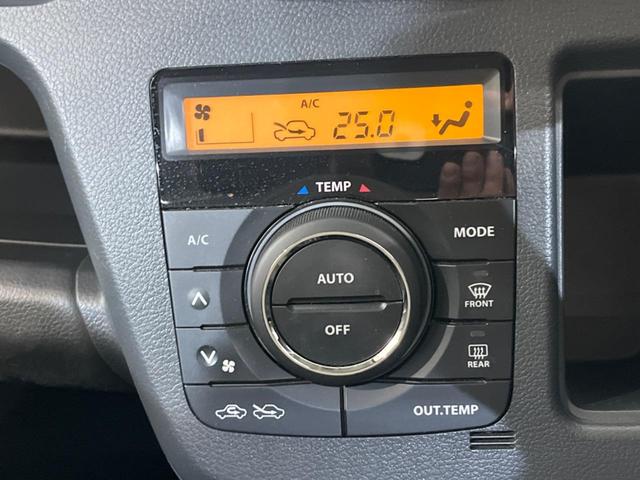 A/C
25.0
TEMP
A/C
MODE
AUTO
OFF
FRONT
REAR
OUT.TEMP